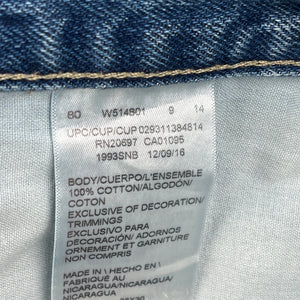 80 W514801 9 14
UPC/CUP/CUP 029311384814
RN20697 CA01095
1993SNB 12/09/16
BODY/CUERPO/L'ENSEMBLE
100% COTTON/ALGODÓN/
COTON
EXCLUSIVE OF DECORATION/
TRIMMINGS
EXCLUSIVO PARA
DECORACIÓN/ ADORNOS
ORNEMENT ET GARNITURE
NON COMPRIS
MADE IN \ HECHO EN \
FABRIQUÉ AU
NICARAGUA/NICARAGUA/
NICARAGUA